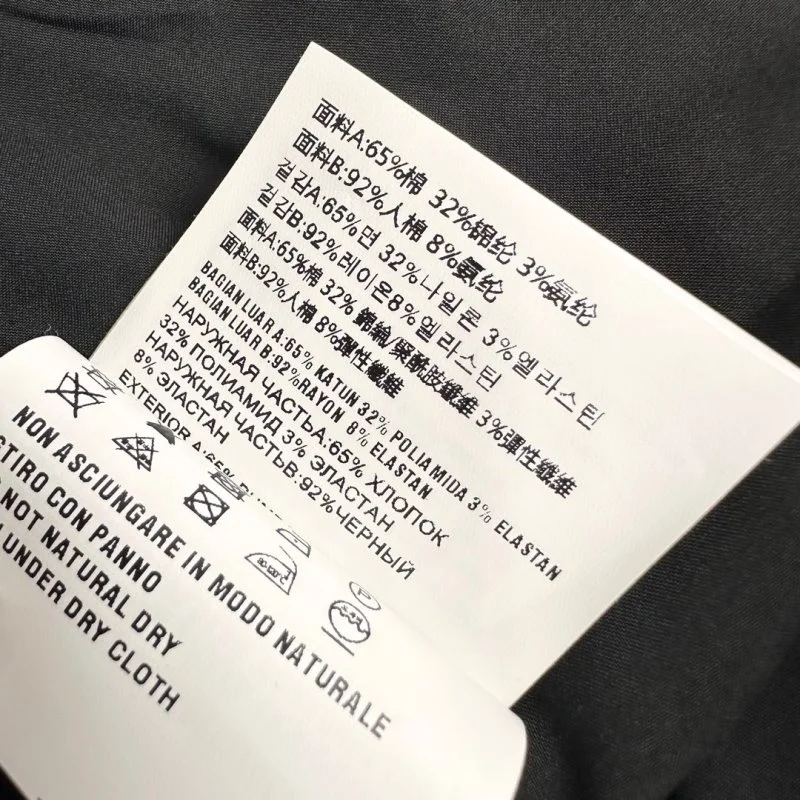 面料A:65%棉 32%锦纶 3%氨纶
面料B:92%人棉 8%氨纶
겉감A:65%면 32%나일론 3%엘라스틴
겉감B:92%레이온8%엘라스틴
面料A:65%棉 32%錦綸/聚酰胺纖維 3%彈性纖維
面料B:92%人棉 8%彈性纖維
BAGIAN LUAR A:65% KATUN 32% POLIAMIDA 3% ELASTAN
BAGIAN LUAR B:92%RAYON 8% ELASTAN
НАРУЖНАЯ ЧАСТЬА:65% ХЛОПОК
32% ПОЛИАМИД 3% ЭЛАСТАН
НАРУЖНАЯ ЧАСТЬB:92%ЧЕРНЫЙ
8% ЭЛАСТАН
EXTERIOR A:65%
NON ASCIUNGARE IN MODO NATURALE
STIRO CON PANNO
NOT NATURAL DRY
UNDER DRY CLOTH